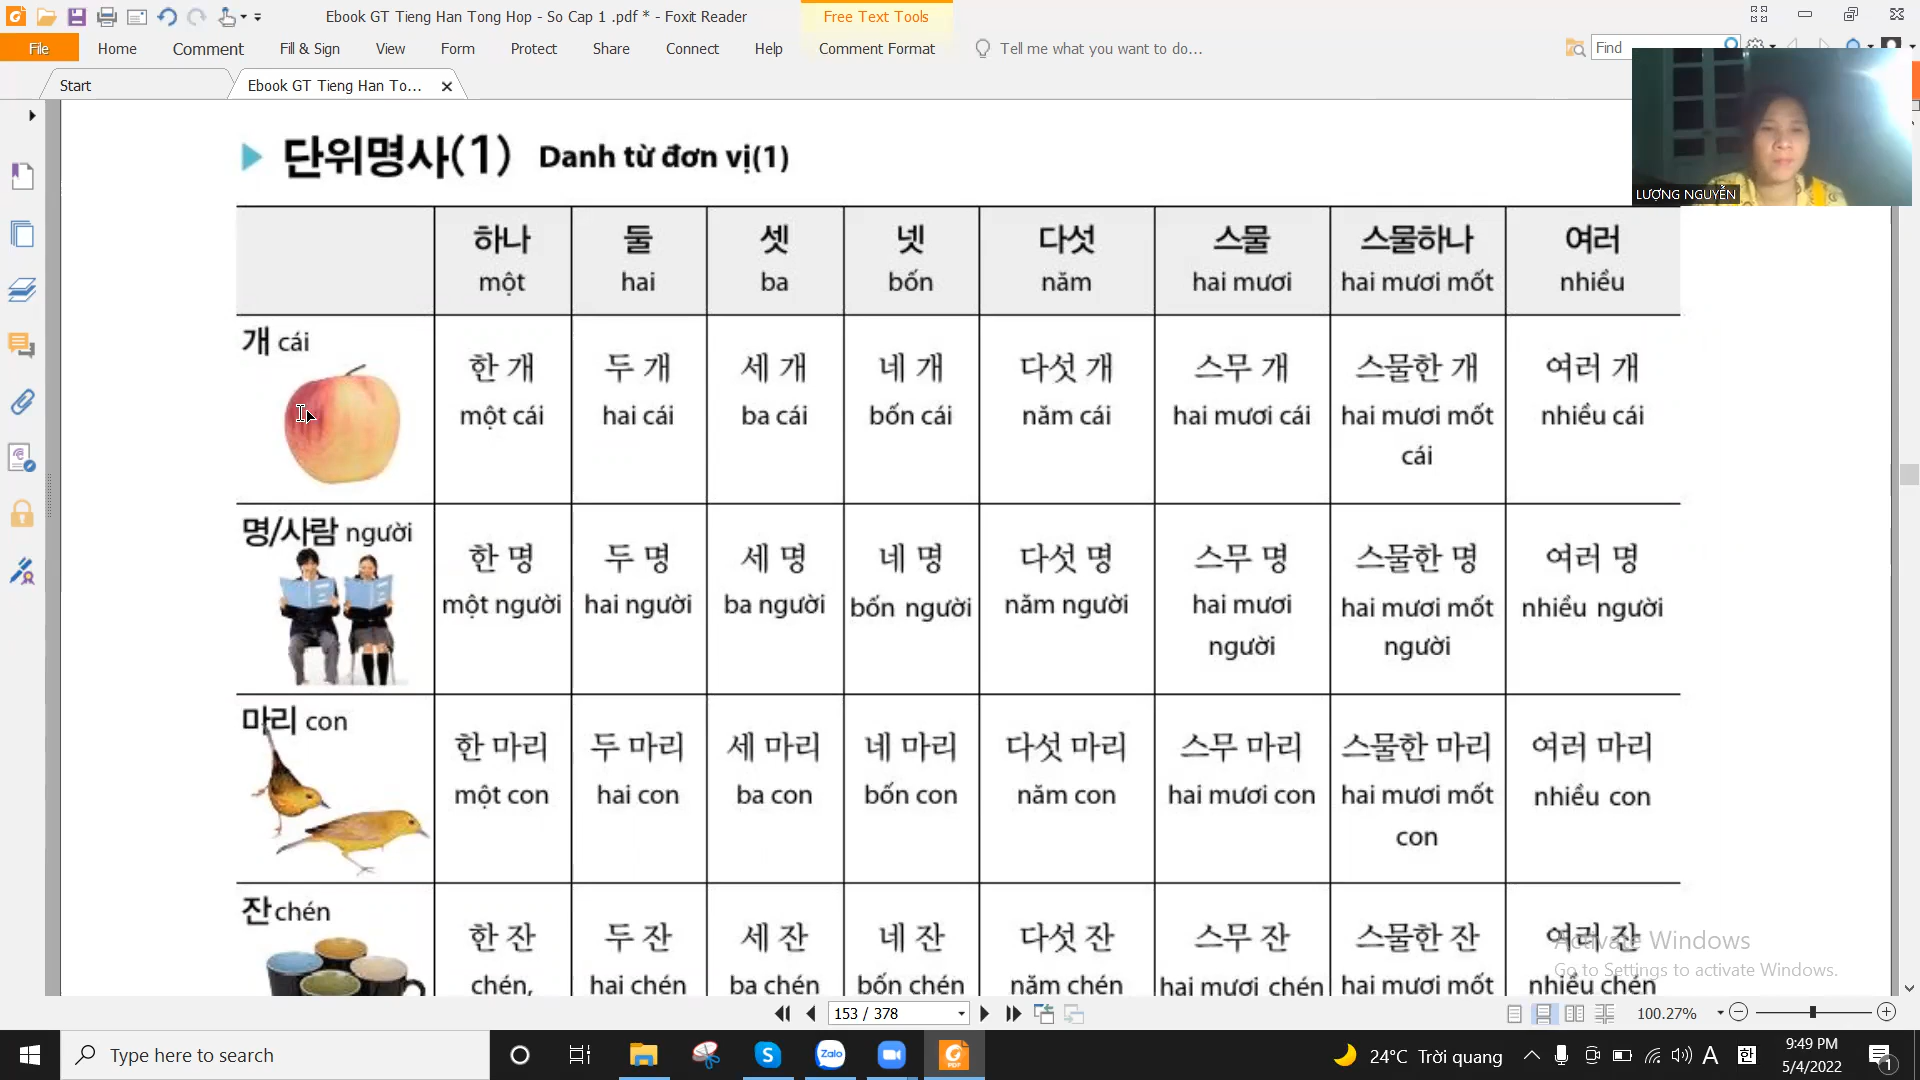 Ebook GT Tieng Han Tong Hop - So Cap 1 .pdf * - Foxit Reader
Free Text Tools
File Home Comment Fill & Sign View Form Protect Share Connect Help Comment Format Tell me what you want to do... Find
Start Ebook GT Tieng Han To...
LƯỢNG NGUYỄN
단위명사(1) Danh từ đơn vị(1)
하나 둘 셋 넷 다섯 스물 스물하나 여러
một hai ba bốn năm hai mươi hai mươi mốt nhiều
개 cái
한 개 두 개 세 개 네 개 다섯 개 스무 개 스물한 개 여러 개
một cái hai cái ba cái bốn cái năm cái hai mươi cái hai mươi mốt nhiều cái
cái
명/사람 người
한 명 두 명 세 명 네 명 다섯 명 스무 명 스물한 명 여러 명
một người hai người ba người bốn người năm người hai mươi hai mươi mốt nhiều người
người người
마리 con
한 마리 두 마리 세 마리 네 마리 다섯 마리 스무 마리 스물한 마리 여러 마리
một con hai con ba con bốn con năm con hai mươi con hai mươi mốt nhiều con
con
잔 chén
한 잔 두 잔 세 잔 네 잔 다섯 잔 스무 잔 스물한 잔 여러 잔
Activate Windows
Go to Settings to activate Windows.
chén, hai chén ba chén bốn chén năm chén hai mươi chén hai mươi mốt nhiều chén
153 / 378
100.27%
Type here to search
Zalo
24°C Trời quang
A 한
9:49 PM
5/4/2022
1